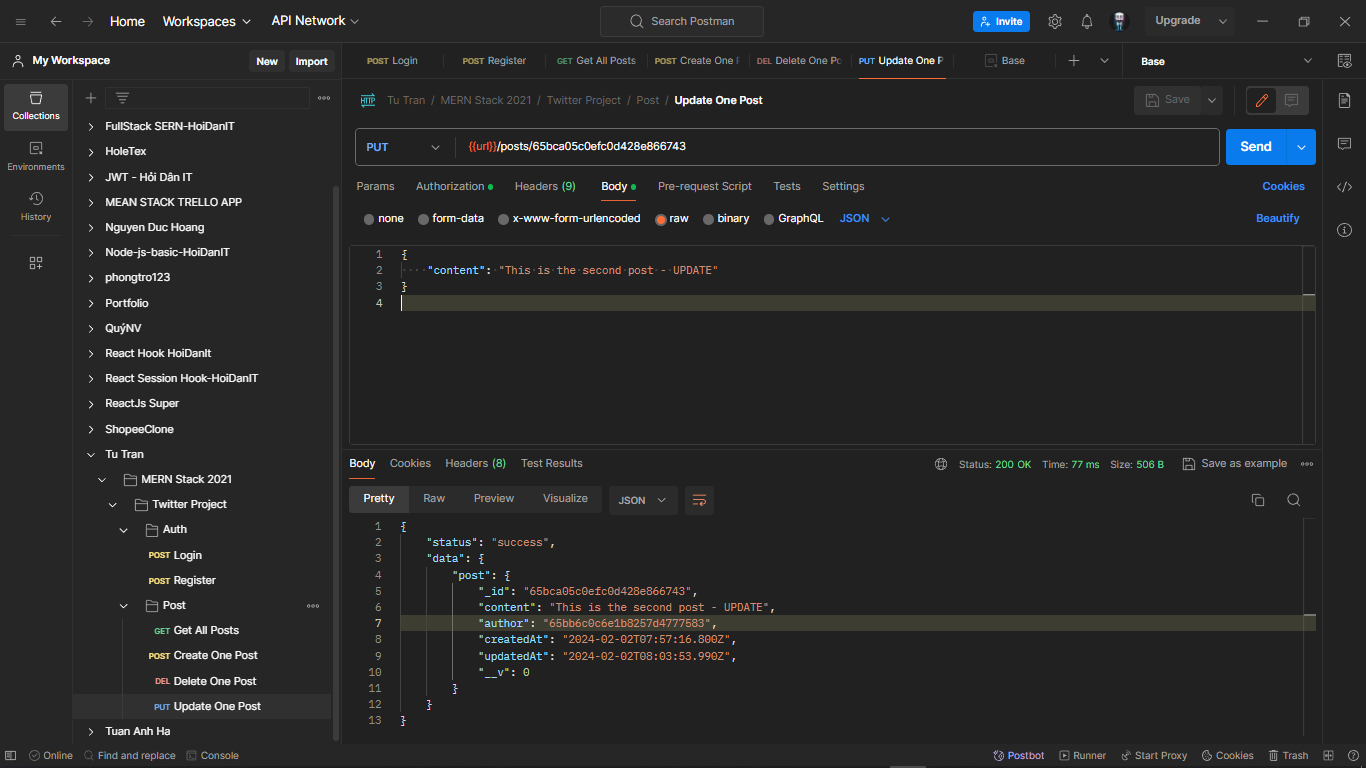 Home Workspaces API Network Search Postman Invite Upgrade
My Workspace New Import
POST Login POST Register GET Get All Posts POST Create One DEL Delete One Po PUT Update One P Base Base
Collections
Environments
History
FullStack SERN-HoiDanIT
HoleTex
JWT - Hỏi Dân IT
MEAN STACK TRELLO APP
Nguyen Duc Hoang
Node-js-basic-HoiDanIT
phongtro123
Portfolio
QuýNV
React Hook HoiDanIt
React Session Hook-HoiDanIT
ReactJs Super
ShopeeClone
Tu Tran
MERN Stack 2021
Twitter Project
Auth
POST Login
POST Register
Post
GET Get All Posts
POST Create One Post
DEL Delete One Post
PUT Update One Post
Tuan Anh Ha
HTTP Tu Tran / MERN Stack 2021 / Twitter Project / Post / Update One Post Save
PUT {{url}}/posts/65bca05c0efc0d428e866743 Send
Params Authorization Headers (9) Body Pre-request Script Tests Settings Cookies
none form-data x-www-form-urlencoded raw binary GraphQL JSON Beautify
1 {
2 "content": "This is the second post - UPDATE"
3 }
4
Body Cookies Headers (8) Test Results Status: 200 OK Time: 77 ms Size: 506 B Save as example
Pretty Raw Preview Visualize JSON
1 {
2 "status": "success",
3 "data": {
4 "post": {
5 "_id": "65bca05c0efc0d428e866743",
6 "content": "This is the second post - UPDATE",
7 "author": "65bb6c0c6e1b8257d4777583",
8 "createdAt": "2024-02-02T07:57:16.800Z",
9 "updatedAt": "2024-02-02T08:03:53.990Z",
10 "__v": 0
11 }
12 }
13 }
Online Find and replace Console Postbot Runner Start Proxy Cookies Trash